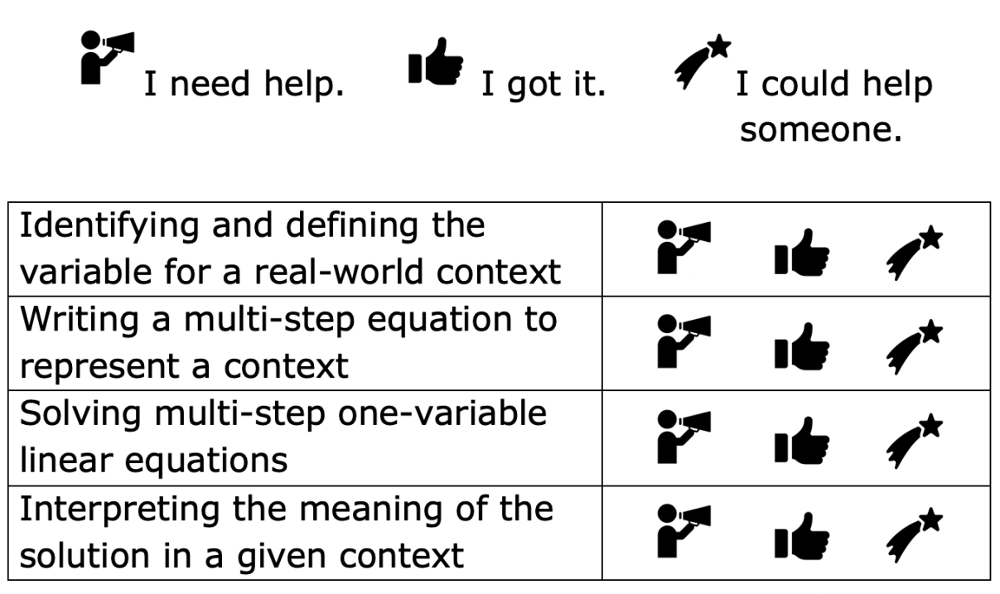 I need help. I got it. I could help
someone.
Identifying and defining the
variable for a real-world context
Writing a multi-step equation to
represent a context
Solving multi-step one-variable
linear equations
Interpreting the meaning of the
solution in a given context